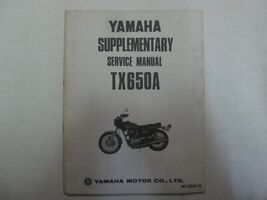 YAMAHA
SUPPLEMENTARY
SERVICE MANUAL
TX650A
YAMAHA MOTOR CO., LTD.